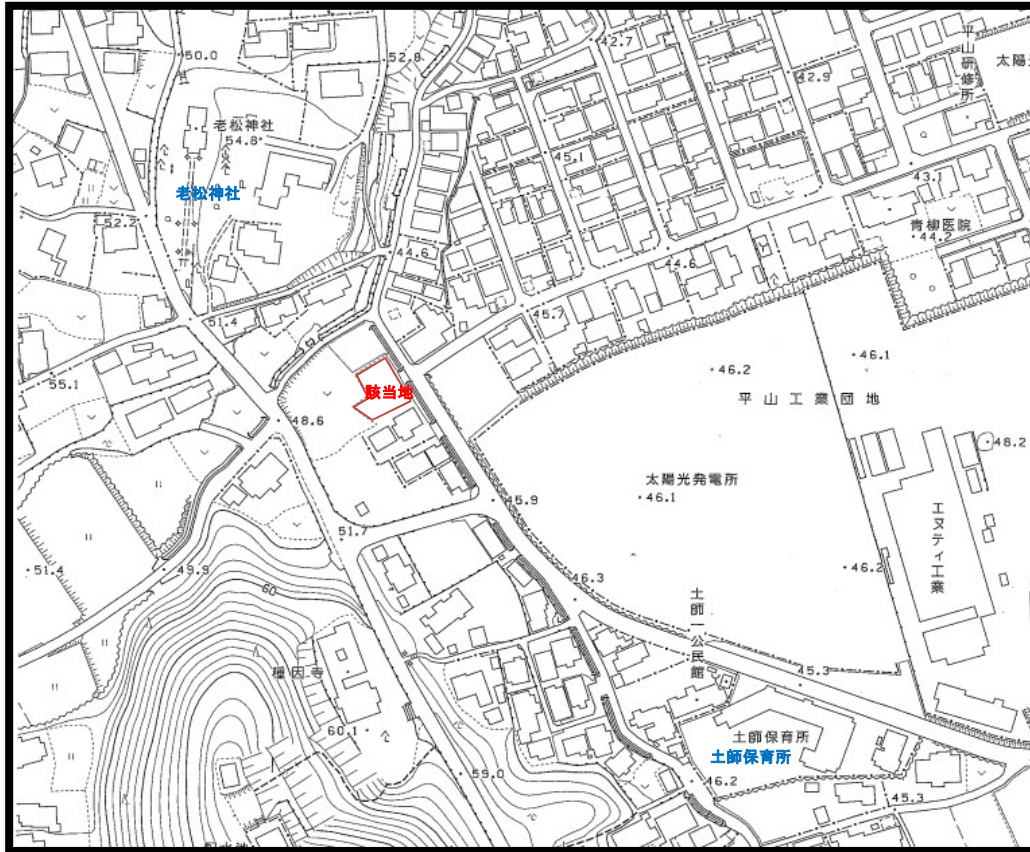 平山研修所
太陽
42.7
50.0
52.8
42.9
老松神社
54.8
45.1
老松神社
43.1
青柳医院
44.2
52.2
44.6
44.6
45.7
51.4
46.1
46.2
55.1
該当地
平山工業団地
48.6
48.2
太陽光発電所
46.1
45.9
エヌティ工業
51.7
51.4
49.9
46.2
46.3
60
土師一公民館
種因寺
45.3
60.1
土師保育所
土師保育所
59.0
46.2
45.3